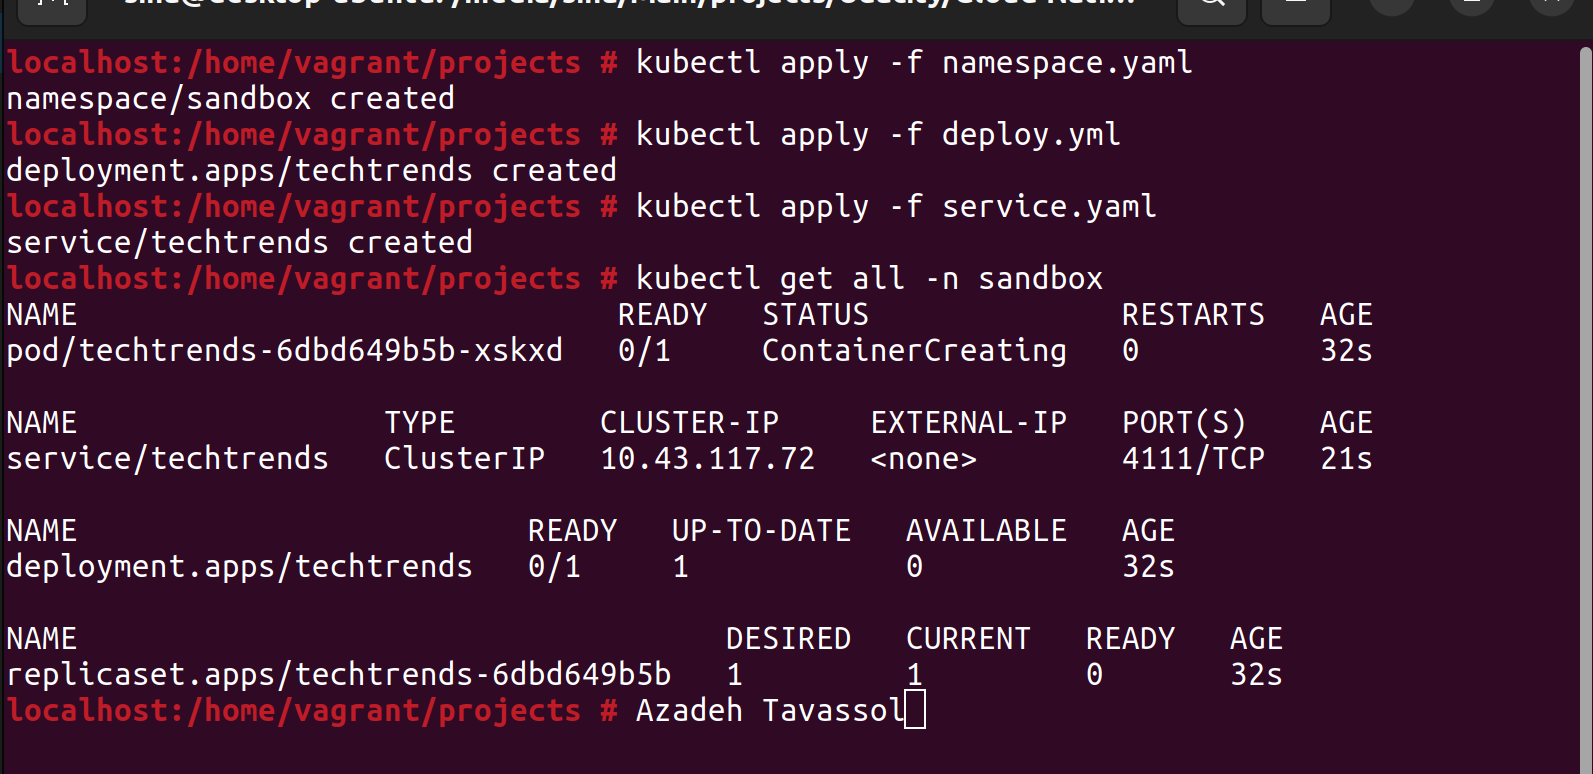 localhost:/home/vagrant/projects # kubectl apply -f namespace.yaml
namespace/sandbox created
localhost:/home/vagrant/projects # kubectl apply -f deploy.yml
deployment.apps/techtrends created
localhost:/home/vagrant/projects # kubectl apply -f service.yaml
service/techtrends created
localhost:/home/vagrant/projects # kubectl get all -n sandbox
NAME READY STATUS RESTARTS AGE
pod/techtrends-6dbd649b5b-xskxd 0/1 ContainerCreating 0 32s
NAME TYPE CLUSTER-IP EXTERNAL-IP PORT(S) AGE
service/techtrends ClusterIP 10.43.117.72 <none> 4111/TCP 21s
NAME READY UP-TO-DATE AVAILABLE AGE
deployment.apps/techtrends 0/1 1 0 32s
NAME DESIRED CURRENT READY AGE
replicaset.apps/techtrends-6dbd649b5b 1 1 0 32s
localhost:/home/vagrant/projects # Azadeh Tavassol